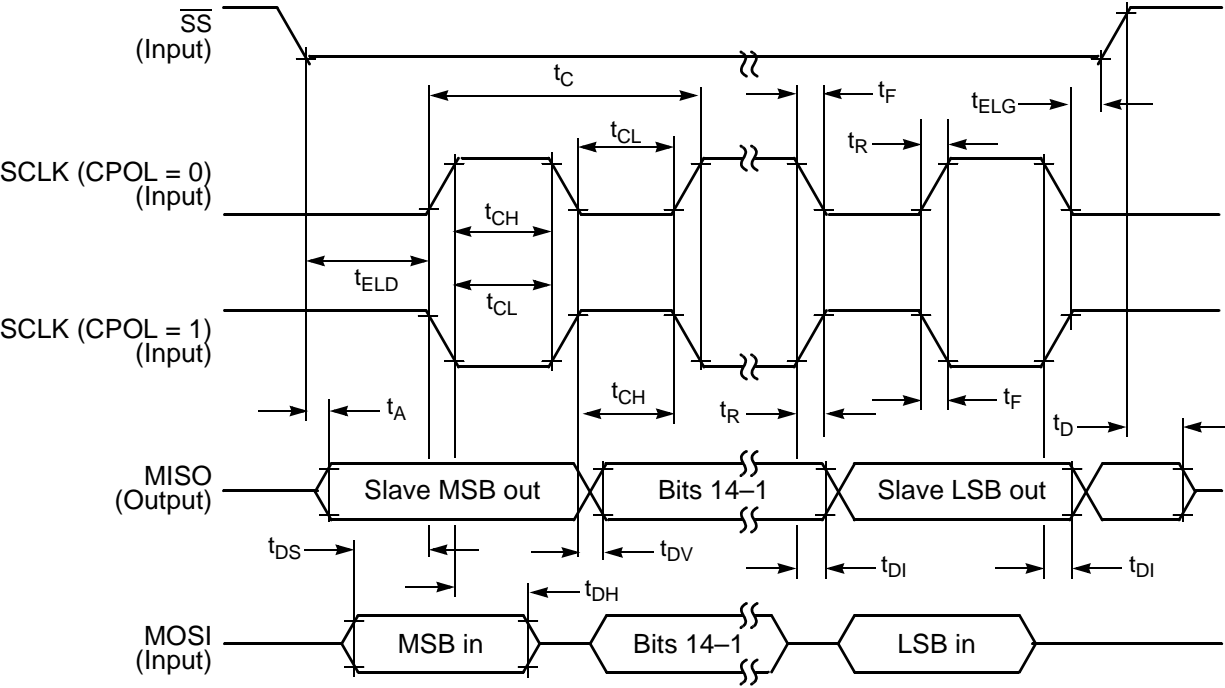 SS
(Input)
tC
tF
tELG
tCL
tR
SCLK (CPOL = 0)
(Input)
tCH
tELD
tCL
SCLK (CPOL = 1)
(Input)
tA
tCH
tR
tF
tD
MISO
(Output)
Slave MSB out
Bits 14–1
Slave LSB out
tDS
tDV
tDI
tDI
tDH
MOSI
(Input)
MSB in
Bits 14–1
LSB in